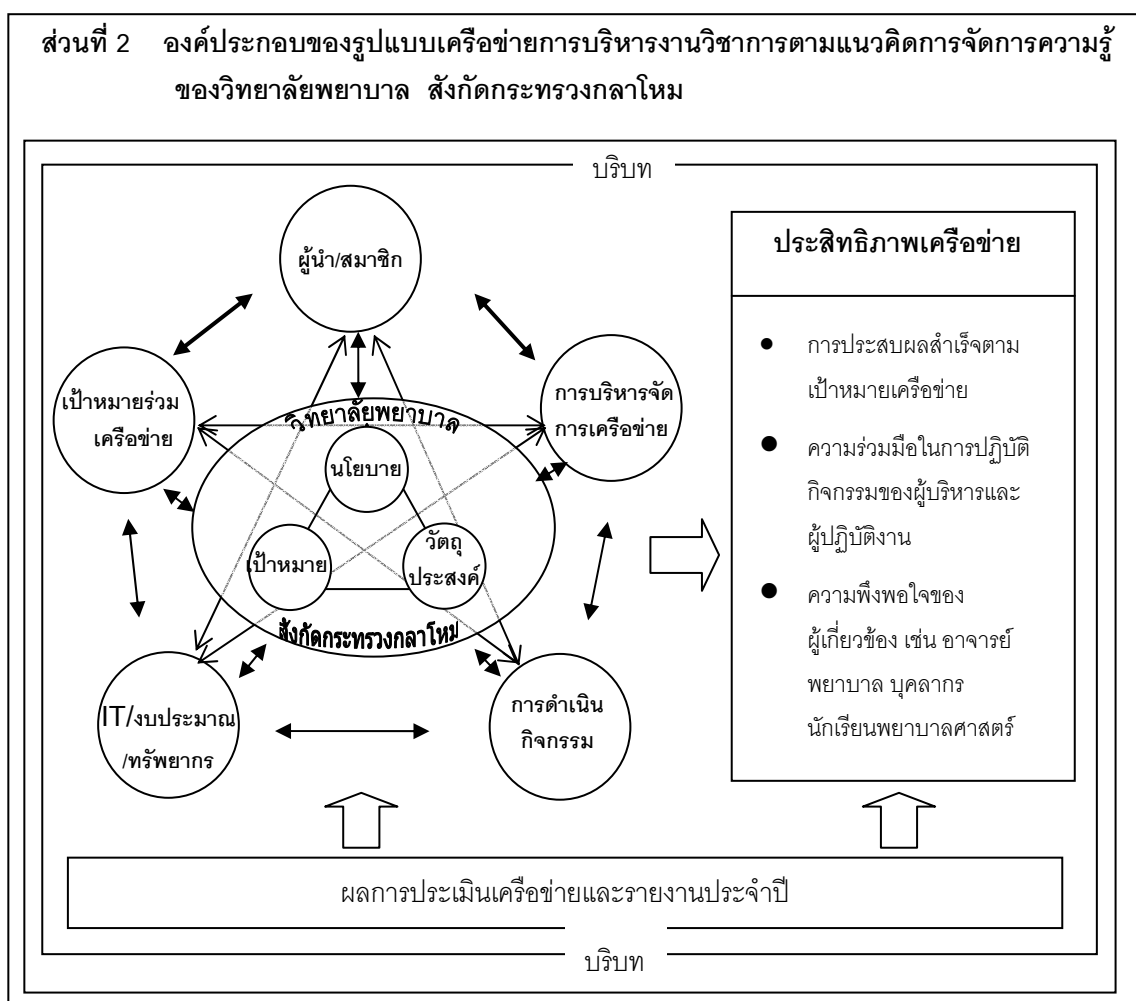 ส่วนที่ 2 องค์ประกอบของรูปแบบเครือข่ายการบริหารงานวิชาการตามแนวคิดการจัดการความรู้
ของวิทยาลัยพยาบาล สังกัดกระทรวงกลาโหม
บริบท
ผู้นำ/สมาชิก
เป้าหมายร่วม
เครือข่าย
การบริหารจัด
การเครือข่าย
วิทยาลัยพยาบาล
นโยบาย
เป้าหมาย
วัตถุ
ประสงค์
สังกัดกระทรวงกลาโหม
IT/งบประมาณ
/ทรัพยากร
การดำเนิน
กิจกรรม
ประสิทธิภาพเครือข่าย
● การประสบผลสำเร็จตาม
เป้าหมายเครือข่าย
● ความร่วมมือในการปฏิบัติ
กิจกรรมของผู้บริหารและ
ผู้ปฏิบัติงาน
● ความพึงพอใจของ
ผู้เกี่ยวข้อง เช่น อาจารย์
พยาบาล บุคลากร
นักเรียนพยาบาลศาสตร์
ผลการประเมินเครือข่ายและรายงานประจำปี
บริบท